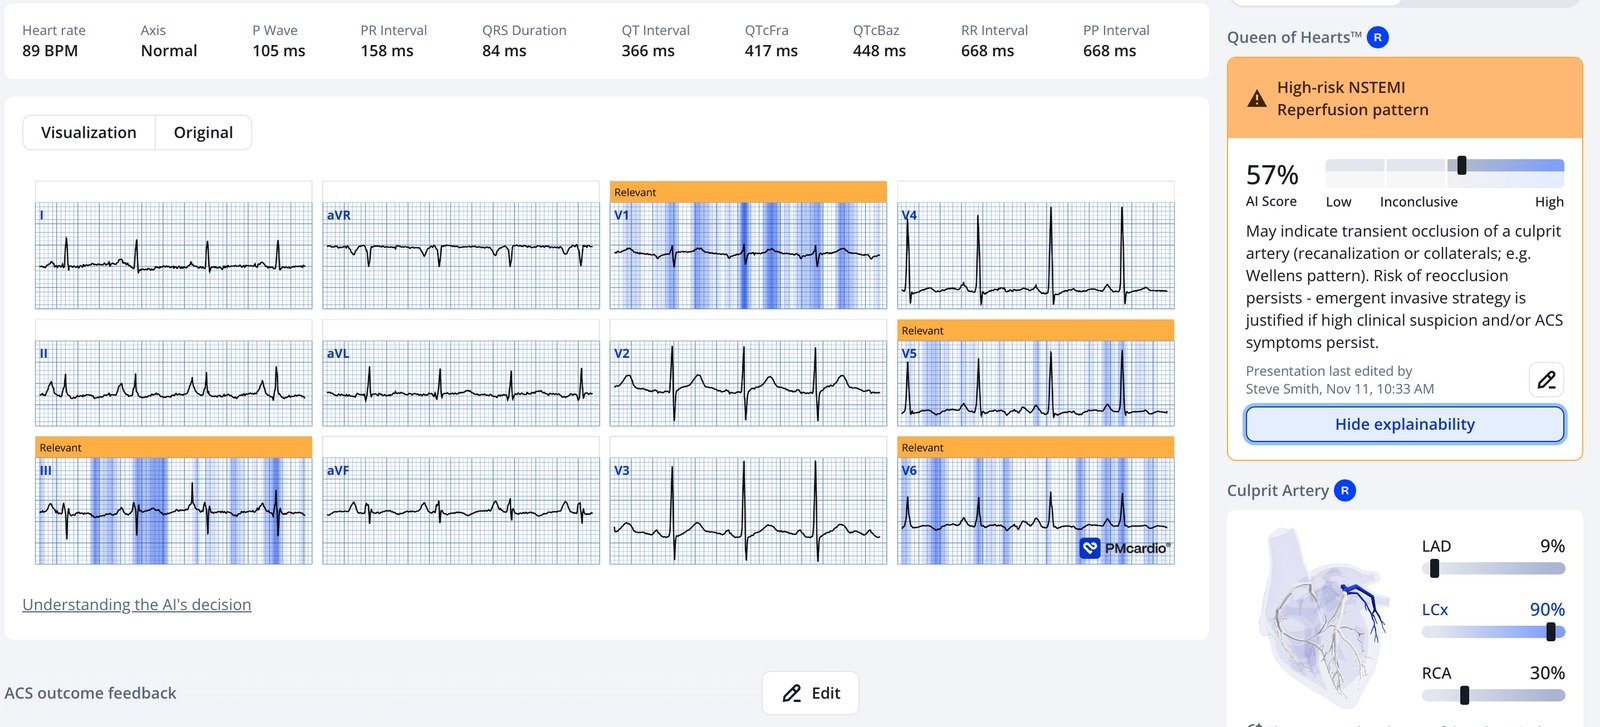 Heart rate
89 BPM
Axis
Normal
P Wave
105 ms
PR Interval
158 ms
QRS Duration
84 ms
QT Interval
366 ms
QTcFra
417 ms
QTcBaz
448 ms
RR Interval
668 ms
PP Interval
668 ms
Visualization
Original
I
aVR
Relevant
V1
V4
II
aVL
V2
Relevant
V5
Relevant
III
aVF
V3
Relevant
V6
PMcardio®
Understanding the AI's decision
ACS outcome feedback
Edit
Queen of Hearts™ R
High-risk NSTEMI
Reperfusion pattern
57%
AI Score
Low
Inconclusive
High
May indicate transient occlusion of a culprit
artery (recanalization or collaterals; e.g.
Wellens pattern). Risk of reocclusion
persists - emergent invasive strategy is
justified if high clinical suspicion and/or ACS
symptoms persist.
Presentation last edited by
Steve Smith, Nov 11, 10:33 AM
Hide explainability
Culprit Artery R
LAD 9%
LCx 90%
RCA 30%